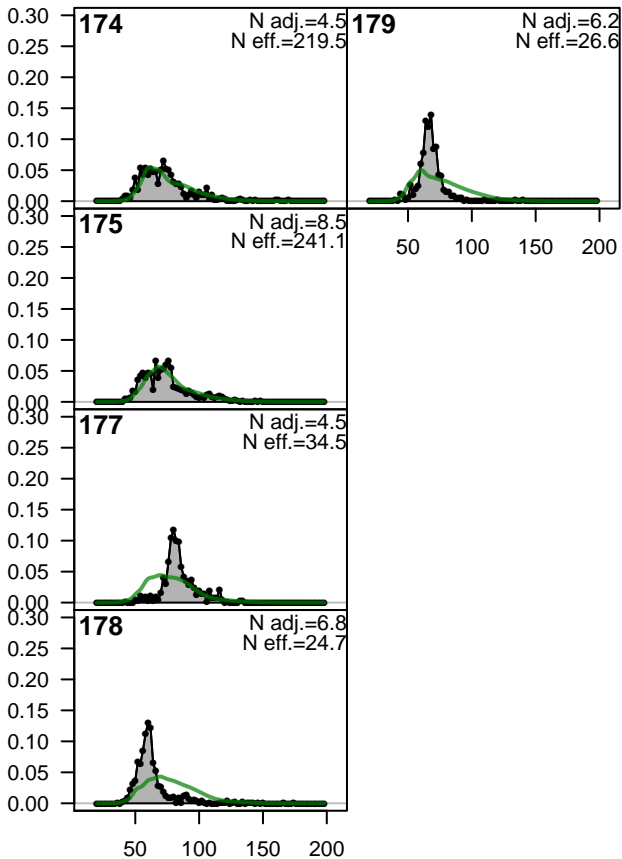 174
N adj.=4.5
N eff.=219.5
0.30
0.25
0.20
0.15
0.10
0.05
0.00
175
N adj.=8.5
N eff.=241.1
0.30
0.25
0.20
0.15
0.10
0.05
0.00
177
N adj.=4.5
N eff.=34.5
0.30
0.25
0.20
0.15
0.10
0.05
0.00
178
N adj.=6.8
N eff.=24.7
0.30
0.25
0.20
0.15
0.10
0.05
0.00
50 100 150 200
179
N adj.=6.2
N eff.=26.6
50 100 150 200